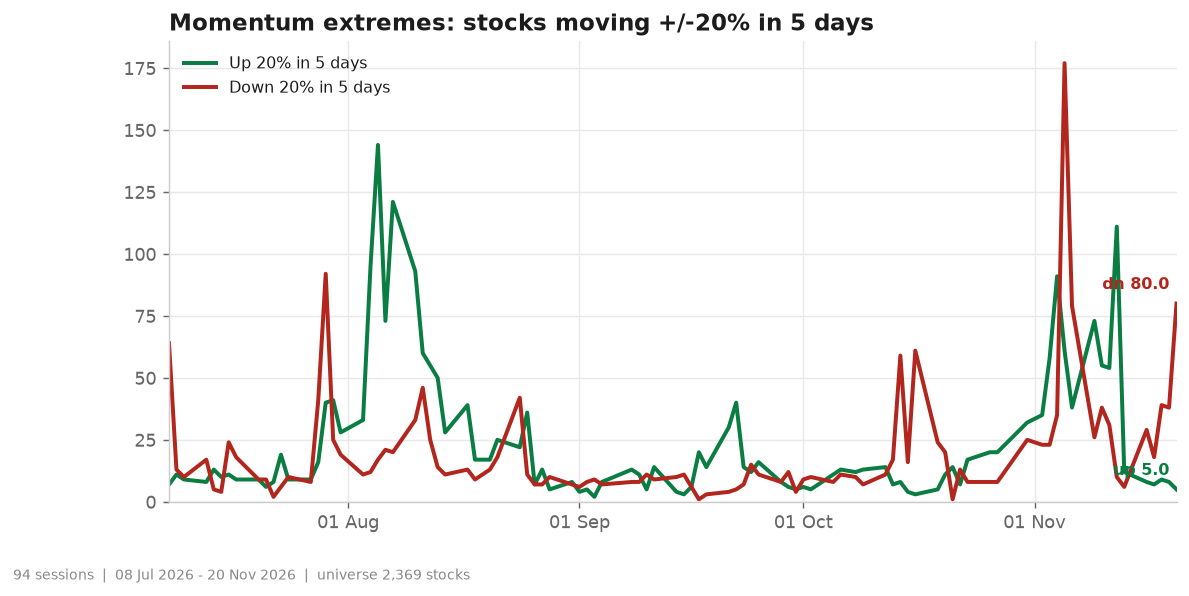 Momentum extremes: stocks moving +/-20% in 5 days
Up 20% in 5 days
Down 20% in 5 days
175
150
125
100
75
50
25
0
dn 80.0
up 5.0
01 Aug
01 Sep
01 Oct
01 Nov
94 sessions | 08 Jul 2026 - 20 Nov 2026 | universe 2,369 stocks